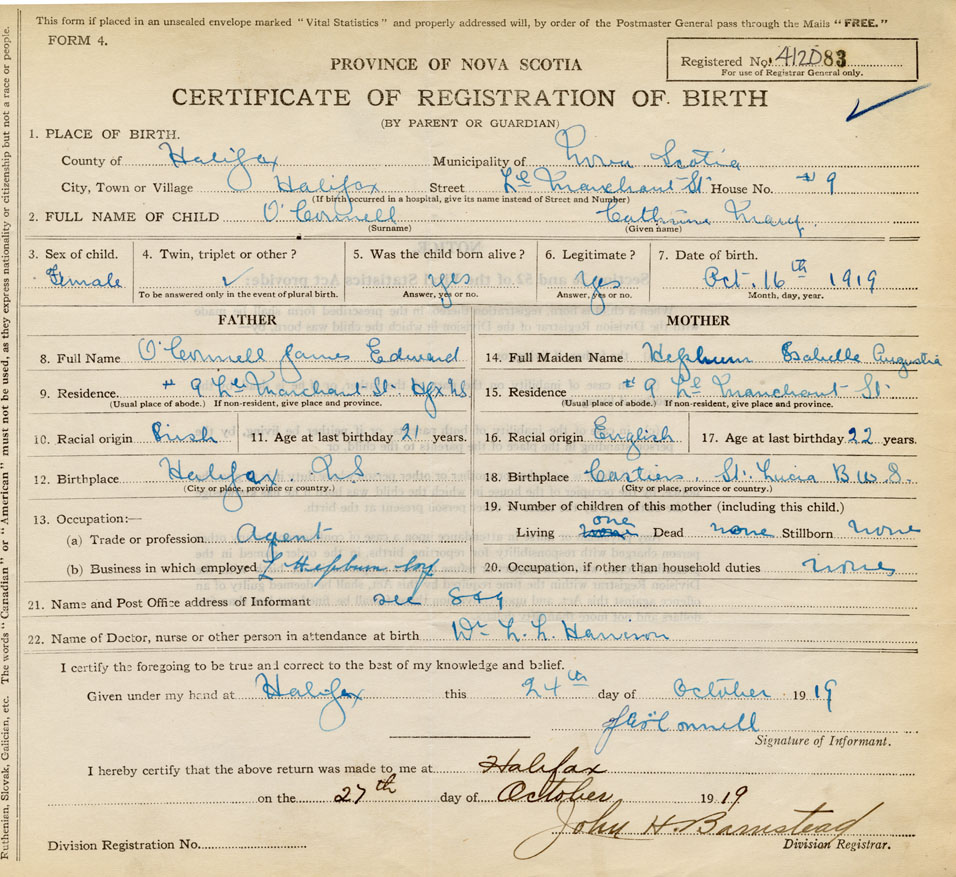 This form if placed in an unsealed envelope marked "Vital Statistics" and properly addressed will, by order of the Postmaster General pass through the Mails "FREE."
FORM 4.
Registered No. 412083
For use of Registrar General only.
PROVINCE OF NOVA SCOTIA
CERTIFICATE OF REGISTRATION OF BIRTH
(BY PARENT OR GUARDIAN)
1. PLACE OF BIRTH.
County of Halifax Municipality of Nova Scotia
City, Town or Village Halifax Street Le Marchant St House No. #9
(If birth occurred in a hospital, give its name instead of Street and Number)
2. FULL NAME OF CHILD O'Connell Catherine Mary.
(Surname) (Given name)
3. Sex of child. 4. Twin, triplet or other? 5. Was the child born alive? 6. Legitimate? 7. Date of birth.
Female ✓ Yes Yes Oct. 16th 1919
To be answered only in the event of plural birth. Answer, yes or no. Answer, yes or no. Month, day, year.
FATHER MOTHER
8. Full Name O'Connell James Edward 14. Full Maiden Name Hepburn Isabelle Augustia
9. Residence. #9 Le Marchant St. Hfx NS. 15. Residence #9 Le Marchant St
(Usual place of abode.) If non-resident, give place and province. (Usual place of abode.) If non-resident, give place and province.
10. Racial origin Irish 11. Age at last birthday 21 years. 16. Racial origin English 17. Age at last birthday 22 years.
12. Birthplace Halifax. N.S 18. Birthplace Castiers. St. Lucia B.W.I.
(City or place, province or country.) (City or place, province or country.)
13. Occupation:— 19. Number of children of this mother (including this child.)
(a) Trade or profession Agent Living one Dead none Stillborn none
(b) Business in which employed L Hepburn 20. Occupation, if other than household duties none
21. Name and Post Office address of Informant see 8&9
22. Name of Doctor, nurse or other person in attendance at birth
I certify the foregoing to be true and correct to the best of my knowledge and belief.
Given under my hand at Halifax this 24th day of October 1919
J E O'Connell
Signature of Informant.
I hereby certify that the above return was made to me at Halifax
on the 27th day of October 1919
John H. Barnstead
Division Registration No. Division Registrar.
Ruthenian, Slovak, Galician, etc. The words "Canadian" or "American" must not be used, as they express nationality or citizenship but not a race or people.